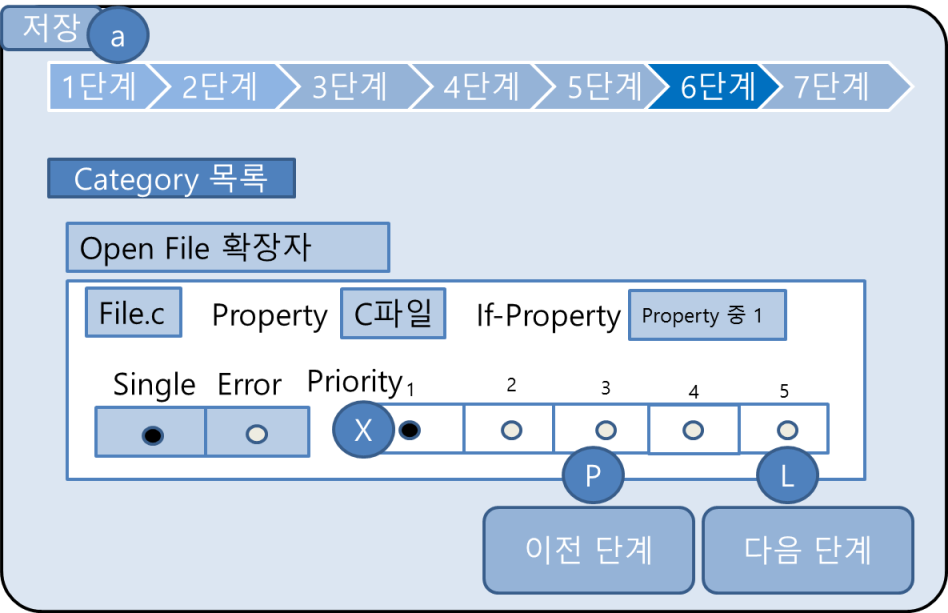 저장 a
1단계 2단계 3단계 4단계 5단계 6단계 7단계
Category 목록
Open File 확장자
File.c Property C파일 If-Property Property 중 1
Single Error Priority 1 2 3 4 5
X
P L
이전 단계 다음 단계